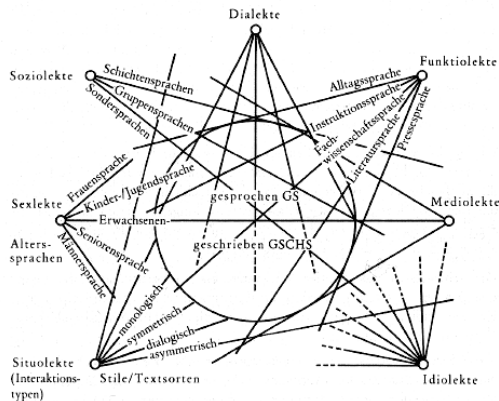 Dialekte
Soziolekte
Funktiolekte
Schichtensprachen
Gruppensprachen
Sondersprachen
Alltagssprache
Instruktionssprache
Fach-
wissenschaftssprache
Literatursprache
Pressesprache
Frauensprache
Kinder-/Jugendsprache
Erwachsenen-
Seniorensprache
Männersprache
gesprochen GS
geschrieben GSCHS
Sexlekte
Alters-
sprachen
Mediolekte
monologisch
symmetrisch
dialogisch
asymmetrisch
Situolekte
(Interaktions-
typen)
Stile/Textsorten
Idiolekte